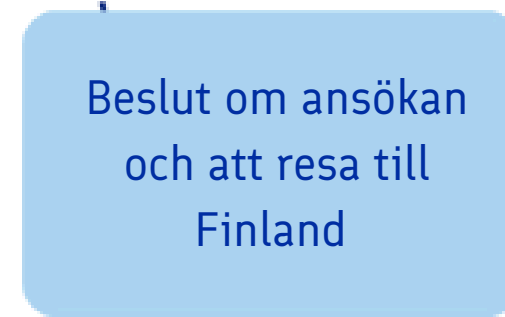 Beslut om ansökan
och att resa till
Finland